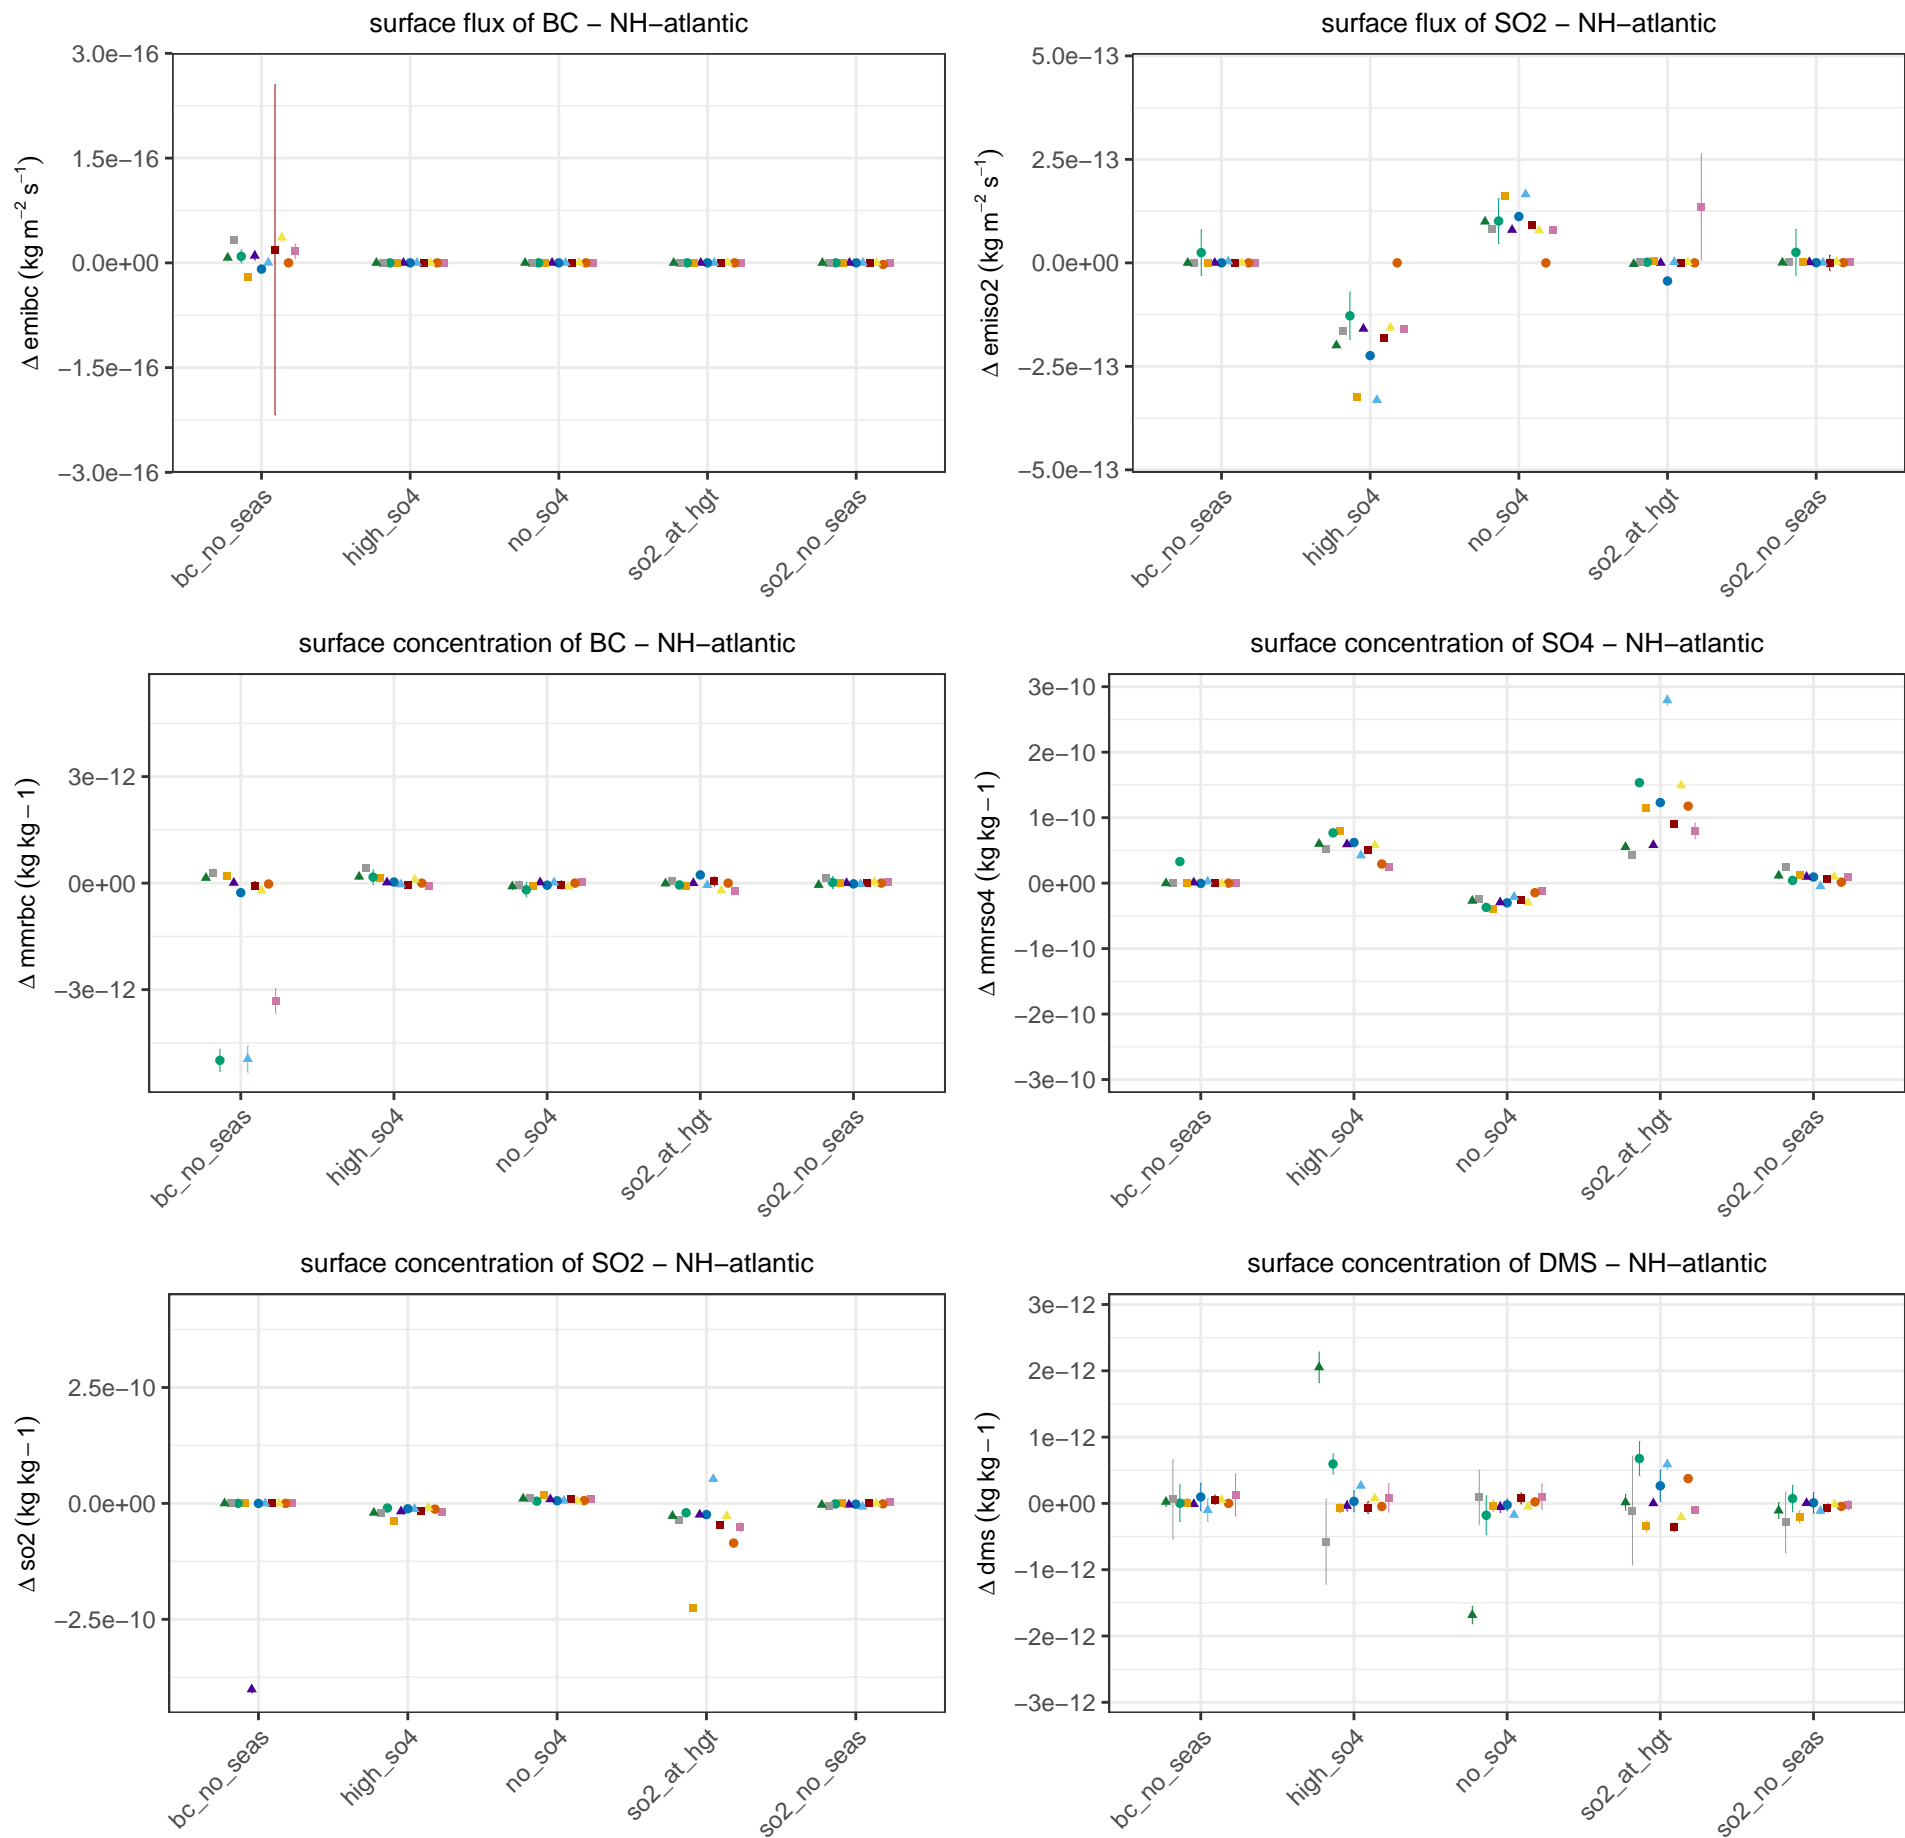 surface flux of BC − NH−atlantic
3.0e−16
1.5e−16
0.0e+00
−1.5e−16
−3.0e−16
Δ emibc (kg m−2 s−1)
bc_no_seas
high_so4
no_so4
so2_at_hgt
so2_no_seas
surface flux of SO2 − NH−atlantic
5.0e−13
2.5e−13
0.0e+00
−2.5e−13
−5.0e−13
Δ emiso2 (kg m−2 s−1)
bc_no_seas
high_so4
no_so4
so2_at_hgt
so2_no_seas
surface concentration of BC − NH−atlantic
3e−12
0e+00
−3e−12
Δ mmrbc (kg kg − 1)
bc_no_seas
high_so4
no_so4
so2_at_hgt
so2_no_seas
surface concentration of SO4 − NH−atlantic
3e−10
2e−10
1e−10
0e+00
−1e−10
−2e−10
−3e−10
Δ mmrso4 (kg kg − 1)
bc_no_seas
high_so4
no_so4
so2_at_hgt
so2_no_seas
surface concentration of SO2 − NH−atlantic
2.5e−10
0.0e+00
−2.5e−10
Δ so2 (kg kg − 1)
bc_no_seas
high_so4
no_so4
so2_at_hgt
so2_no_seas
surface concentration of DMS − NH−atlantic
3e−12
2e−12
1e−12
0e+00
−1e−12
−2e−12
−3e−12
Δ dms (kg kg − 1)
bc_no_seas
high_so4
no_so4
so2_at_hgt
so2_no_seas